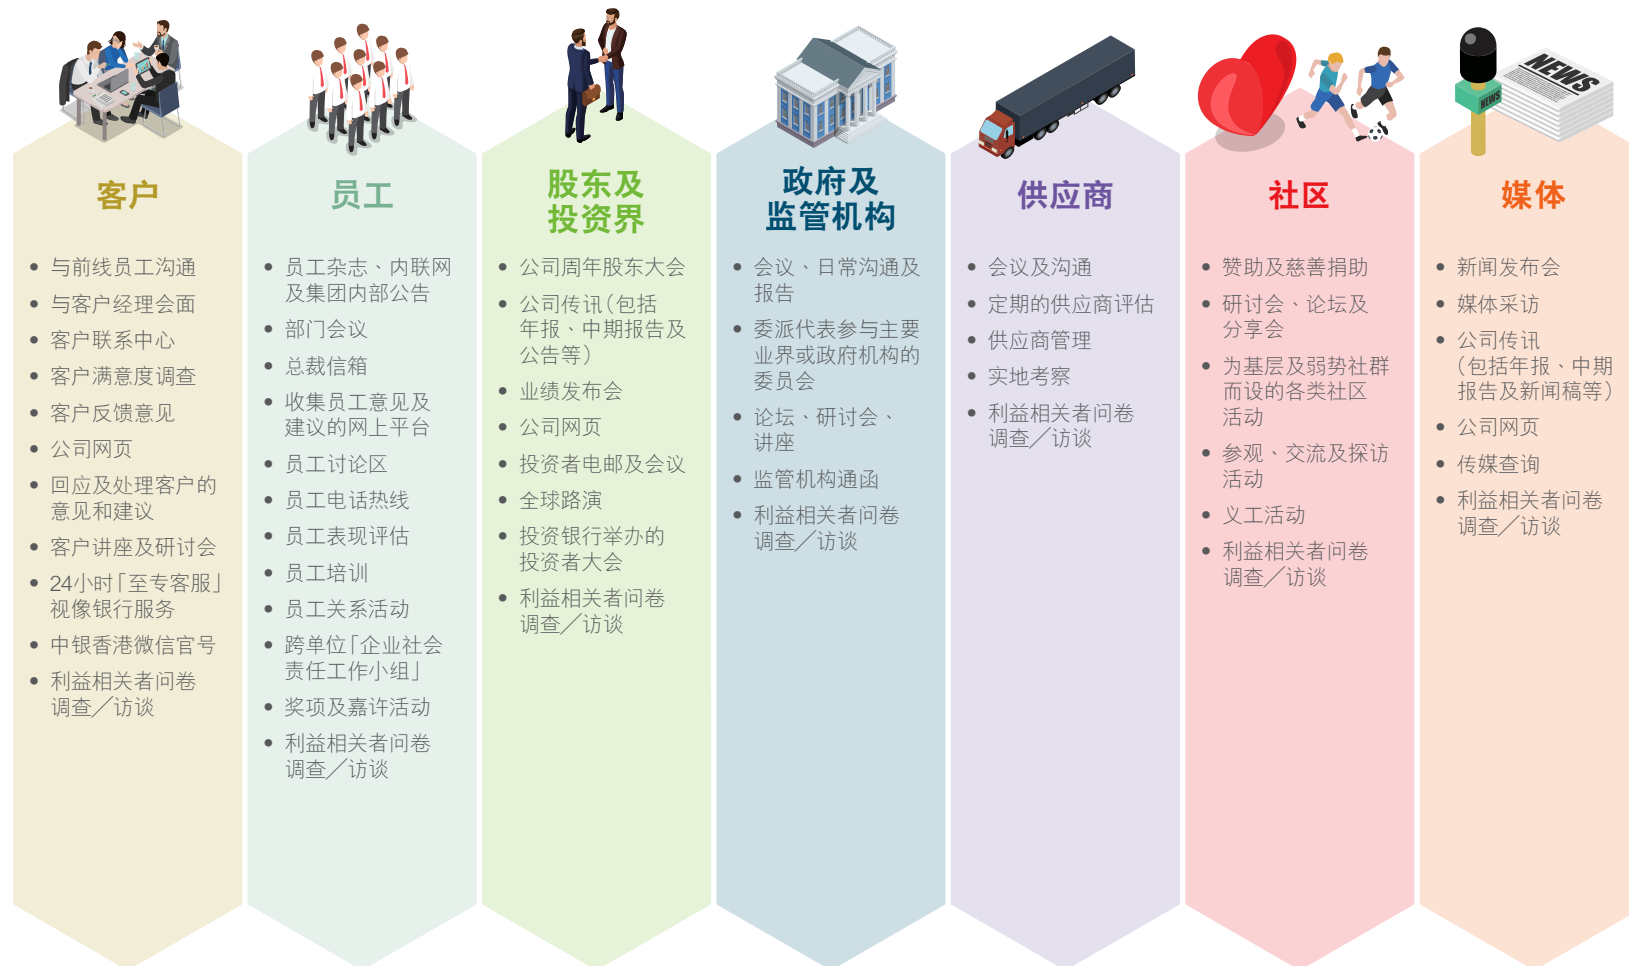 客户
与前线员工沟通
与客户经理会面
客户联系中心
客户满意度调查
客户反馈意见
公司网页
回应及处理客户的
意见和建议
客户讲座及研讨会
24小时「至专客服」
视像银行服务
中银香港微信官号
利益相关者问卷
调查╱访谈
员工
员工杂志、内联网
及集团内部公告
部门会议
总裁信箱
收集员工意见及
建议的网上平台
员工讨论区
员工电话热线
员工表现评估
员工培训
员工关系活动
跨单位「企业社会
责任工作小组」
奖项及嘉许活动
利益相关者问卷
调查╱访谈
股东及
投资界
公司周年股东大会
公司传讯（包括
年报、中期报告及
公告等）
业绩发布会
公司网页
投资者电邮及会议
全球路演
投资银行举办的
投资者大会
利益相关者问卷
调查╱访谈
政府及
监管机构
会议、日常沟通及
报告
委派代表参与主要
业界或政府机构的
委员会
论坛、研讨会、
讲座
监管机构通函
利益相关者问卷
调查╱访谈
供应商
会议及沟通
定期的供应商评估
供应商管理
实地考察
利益相关者问卷
调查╱访谈
社区
赞助及慈善捐助
研讨会、论坛及
分享会
为基层及弱势社群
而设的各类社区
活动
参观、交流及探访
活动
义工活动
利益相关者问卷
调查╱访谈
NEWS
NEWS
媒体
新闻发布会
媒体采访
公司传讯
（包括年报、中期
报告及新闻稿等）
公司网页
传媒查询
利益相关者问卷
调查╱访谈